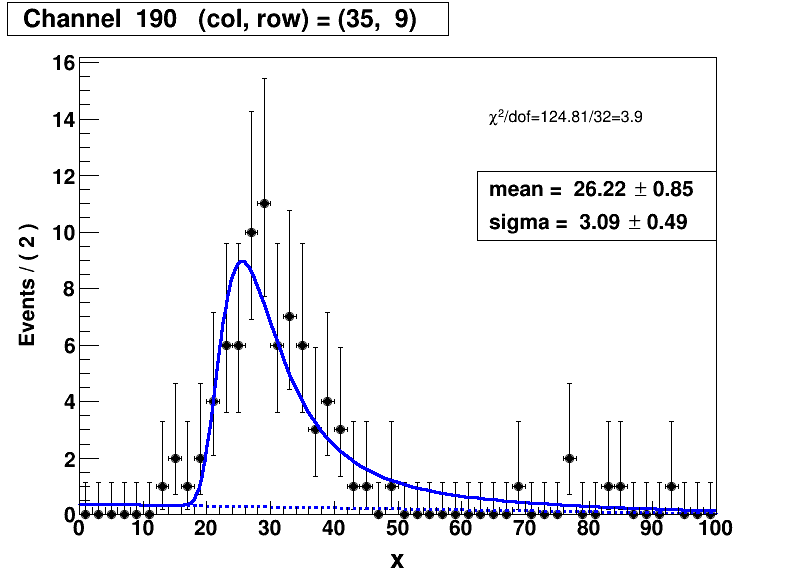 Channel 190 (col, row) = (35, 9)
16
14
12
10
8
6
4
2
0
Events / ( 2 )
χ²/dof=124.81/32=3.9
mean = 26.22 ± 0.85
sigma = 3.09 ± 0.49
0 10 20 30 40 50 60 70 80 90 100
x